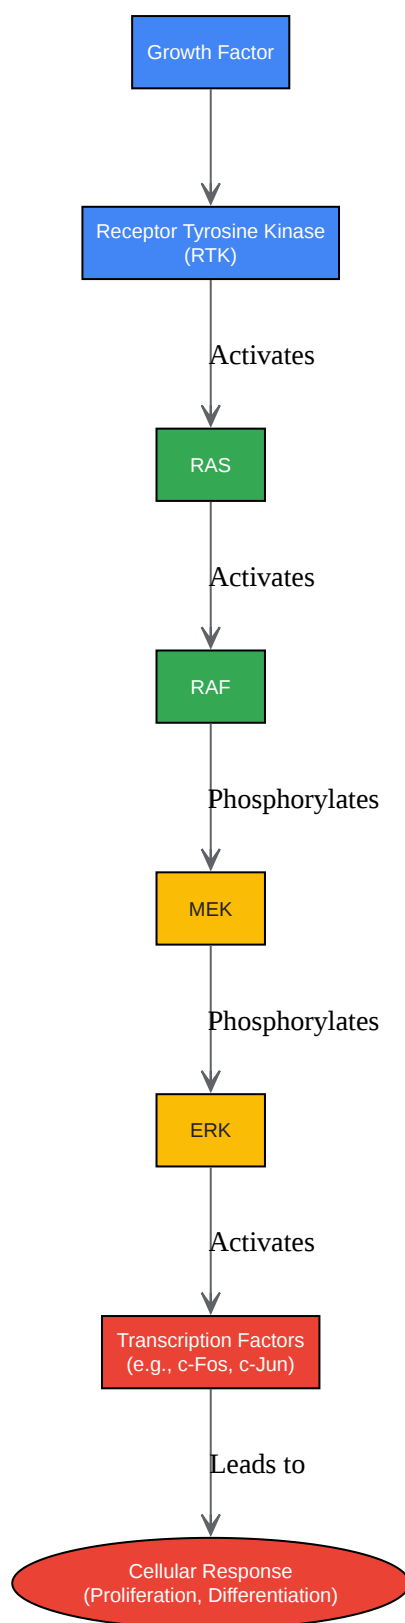 Growth Factor
Receptor Tyrosine Kinase
(RTK)
Activates
RAS
Activates
RAF
Phosphorylates
MEK
Phosphorylates
ERK
Activates
Transcription Factors
(e.g., c-Fos, c-Jun)
Leads to
Cellular Response
(Proliferation, Differentiation)